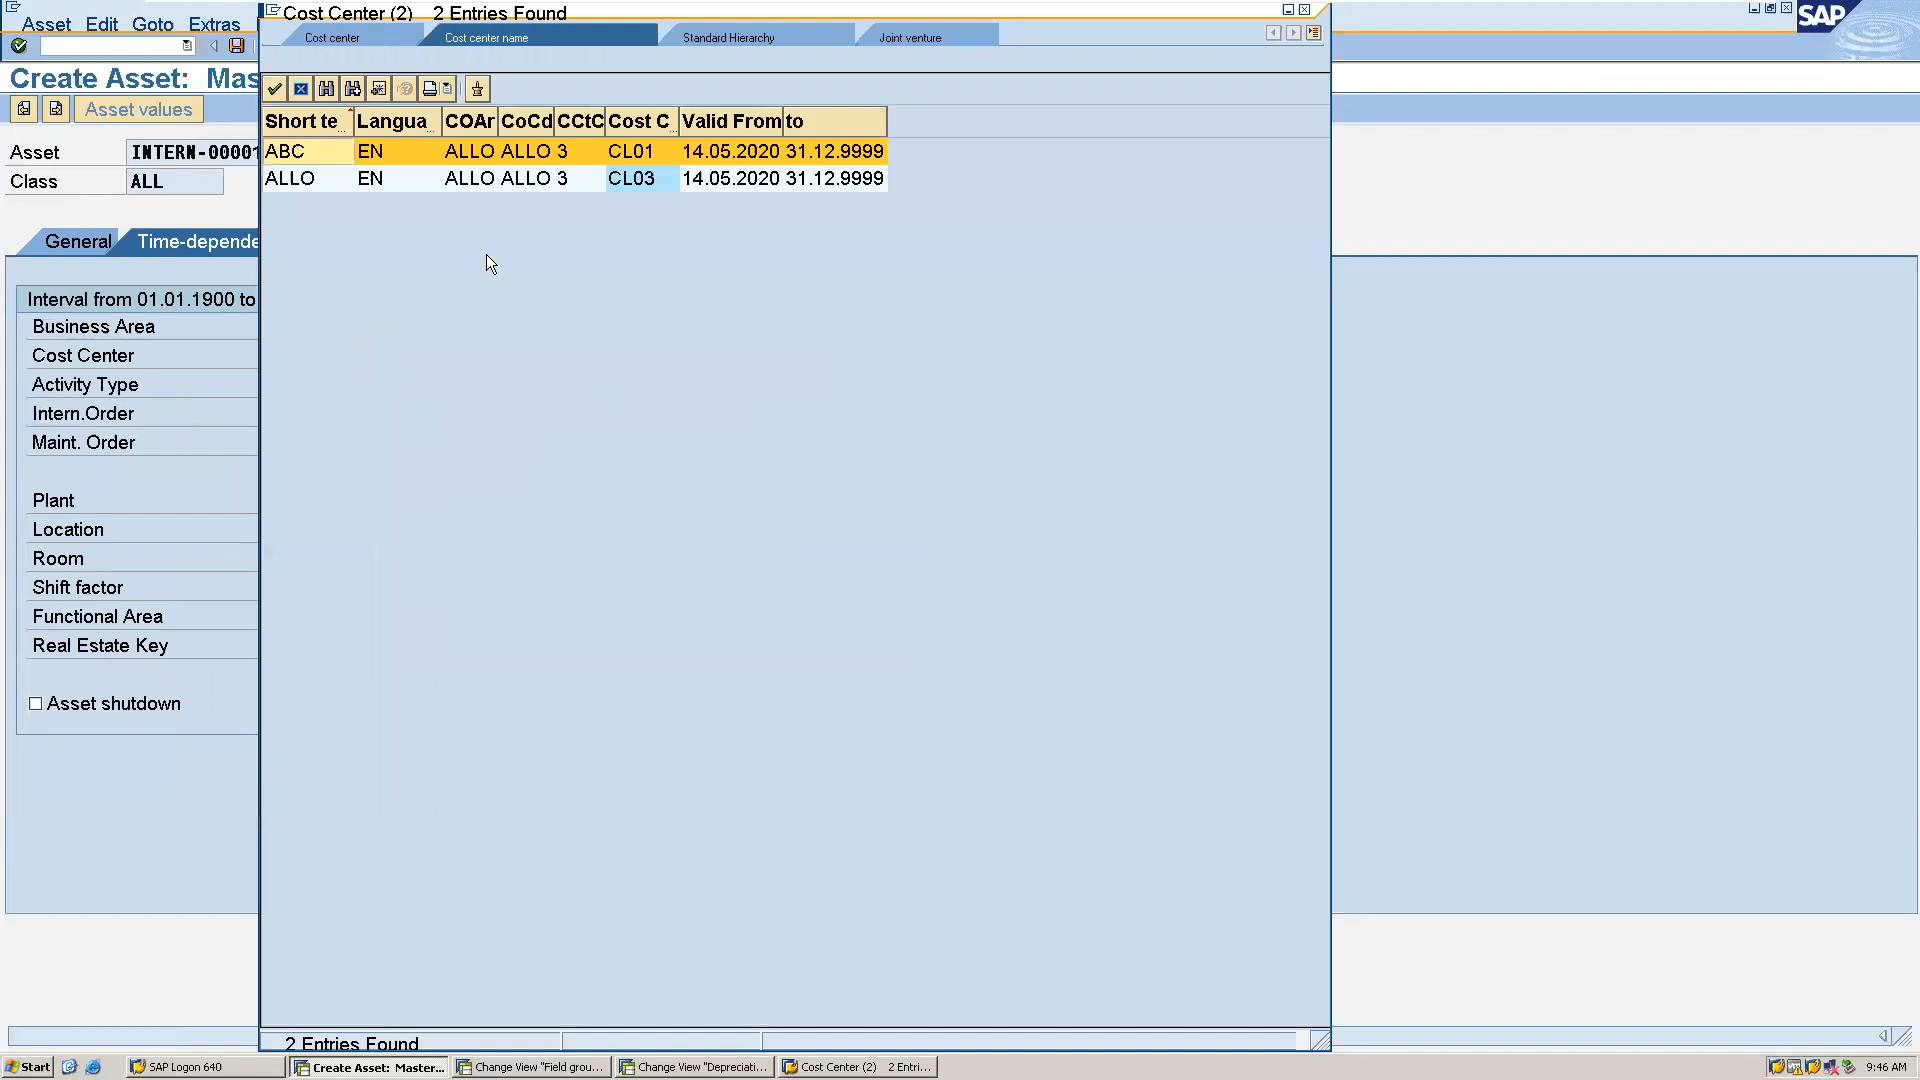 Cost Center (2) 2 Entries Found
Asset Edit Goto Extras
SAP
Cost center Cost center name Standard Hierarchy Joint venture
Create Asset: Mas
Asset values
Short te.. Langua.. COAr CoCd CCtC Cost C.. Valid From to
Asset INTERN-00001
ABC EN ALLO ALLO 3 CL01 14.05.2020 31.12.9999
Class ALL
ALLO EN ALLO ALLO 3 CL03 14.05.2020 31.12.9999
General Time-depende
Interval from 01.01.1900 to
Business Area
Cost Center
Activity Type
Intern.Order
Maint. Order
Plant
Location
Room
Shift factor
Functional Area
Real Estate Key
Asset shutdown
2 Entries Found
Start SAP Logon 640 Create Asset: Master... Change View "Field grou... Change View "Depreciati... Cost Center (2) 2 Entri... 9:46 AM